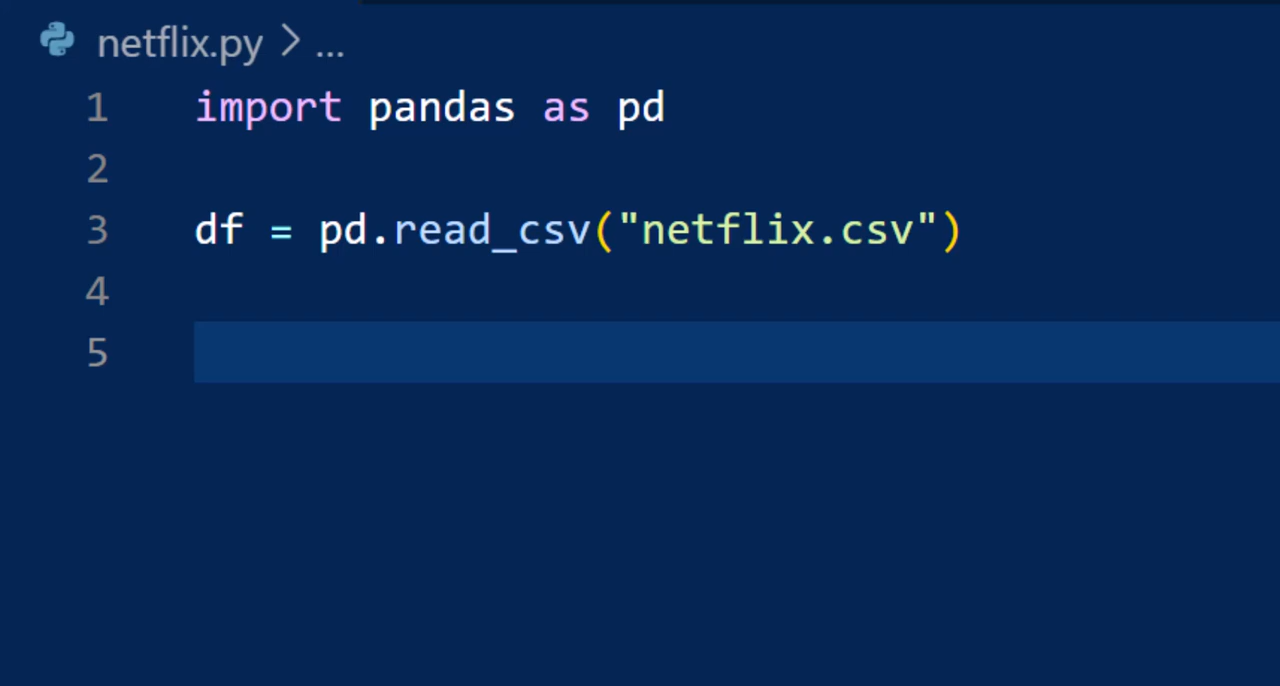 netflix.py > ...
1 import pandas as pd
2
3 df = pd.read_csv("netflix.csv")
4
5